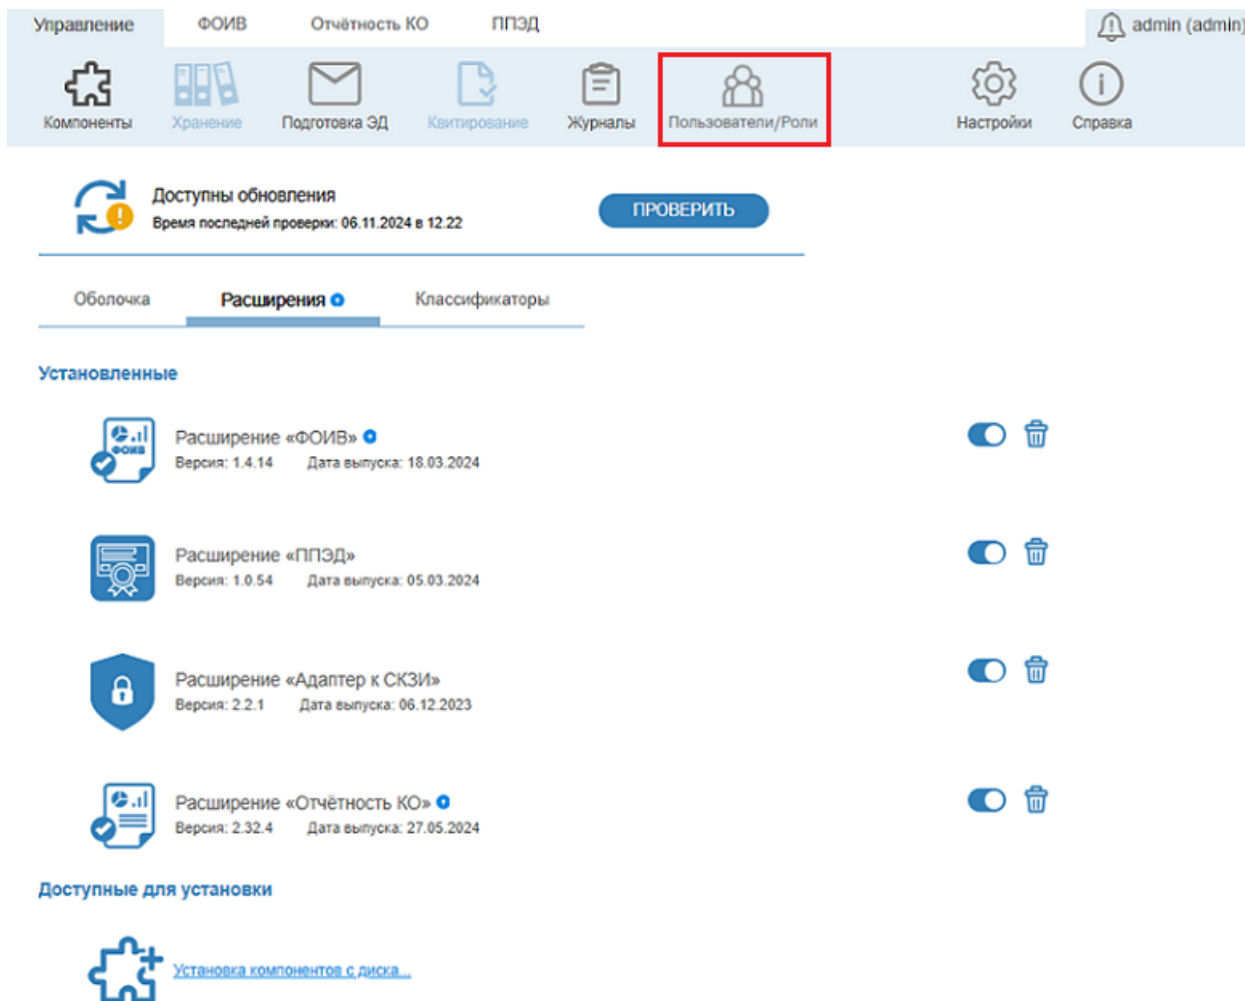 Управление ФОИВ Отчётность КО ППЭД admin (admin)
Компоненты Хранение Подготовка ЭД Квитирование Журналы Пользователи/Роли Настройки Справка
Доступны обновления
Время последней проверки: 06.11.2024 в 12.22
ПРОВЕРИТЬ
Оболочка Расширения Классификаторы
Установленные
ФОИВ
Расширение «ФОИВ»
Версия: 1.4.14 Дата выпуска: 18.03.2024
Расширение «ППЭД»
Версия: 1.0.54 Дата выпуска: 05.03.2024
Расширение «Адаптер к СКЗИ»
Версия: 2.2.1 Дата выпуска: 06.12.2023
Расширение «Отчётность КО»
Версия: 2.32.4 Дата выпуска: 27.05.2024
Доступные для установки
Установка компонентов с диска...